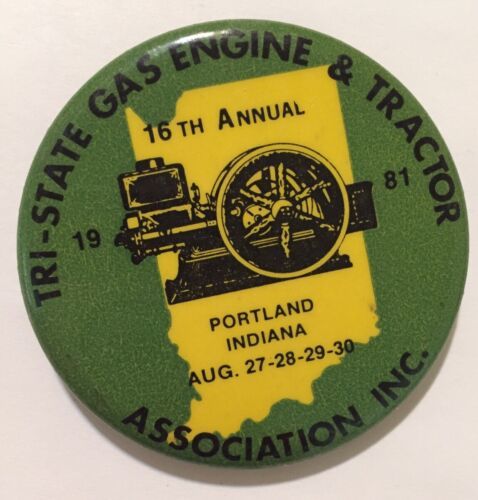 TRI-STATE GAS ENGINE & TRACTOR
16TH ANNUAL
19 81
PORTLAND
INDIANA
AUG. 27-28-29-30
ASSOCIATION INC.